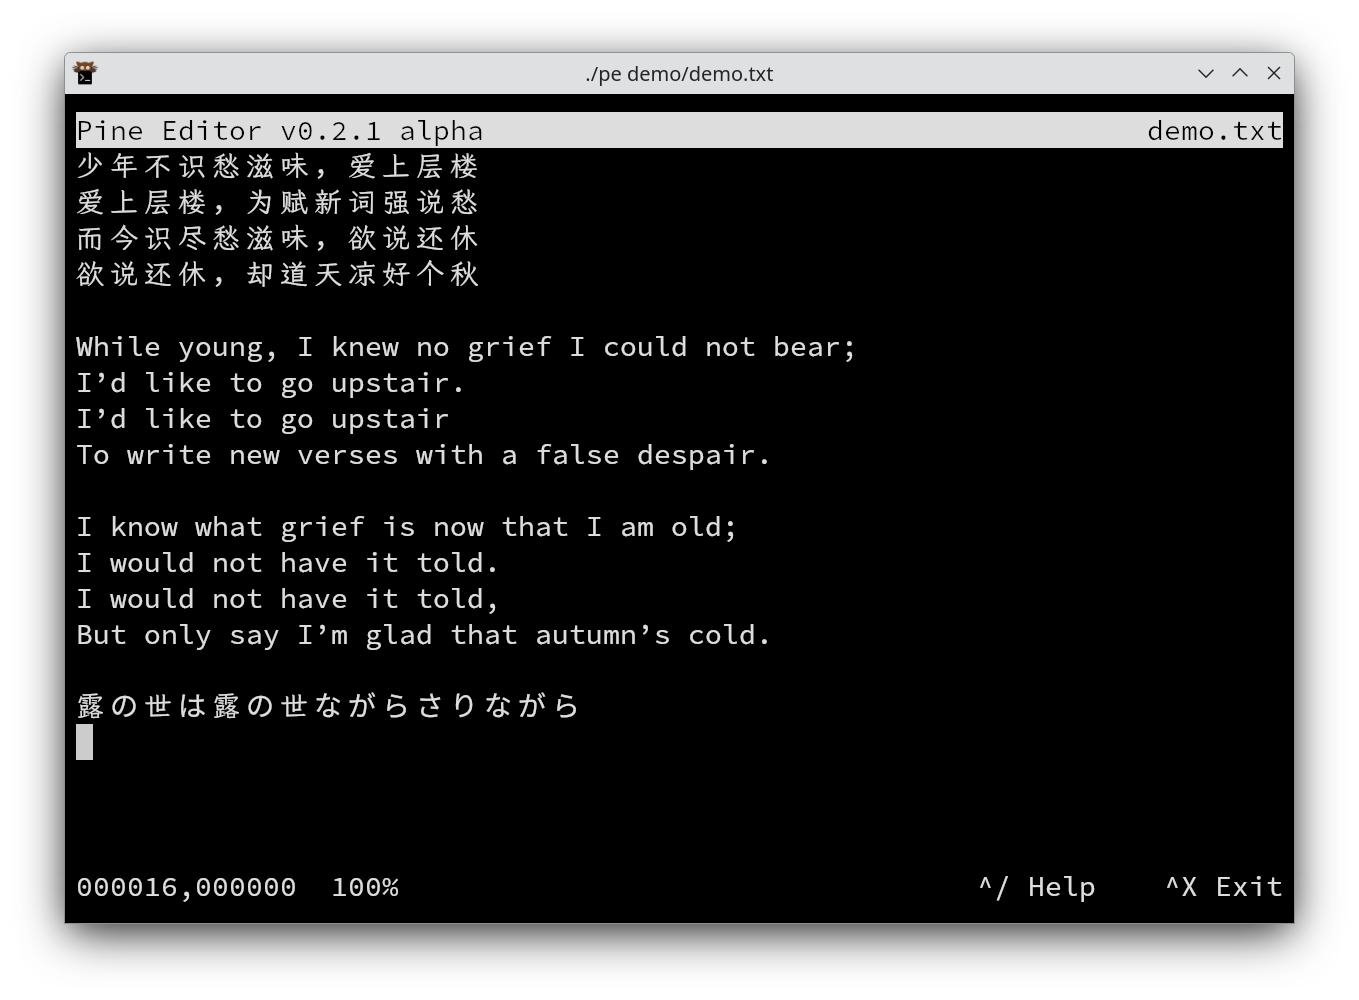 ./pe demo/demo.txt
Pine Editor v0.2.1 alpha demo.txt
少年不识愁滋味，爱上层楼
爱上层楼，为赋新词强说愁
而今识尽愁滋味，欲说还休
欲说还休，却道天凉好个秋
While young, I knew no grief I could not bear;
I’d like to go upstair.
I’d like to go upstair
To write new verses with a false despair.
I know what grief is now that I am old;
I would not have it told.
I would not have it told,
But only say I’m glad that autumn’s cold.
露の世は露の世ながらさりながら
000016,000000 100% ^/ Help ^X Exit